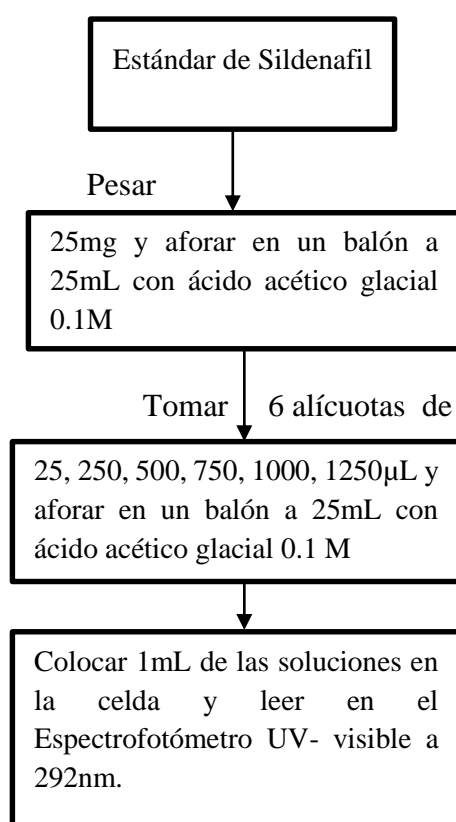 Estándar de Sildenafil
Pesar
25mg y aforar en un balón a
25mL con ácido acético glacial
0.1M
Tomar 6 alícuotas de
25, 250, 500, 750, 1000, 1250µL y
aforar en un balón a 25mL con
ácido acético glacial 0.1 M
Colocar 1mL de las soluciones en
la celda y leer en el
Espectrofotómetro UV- visible a
292nm.